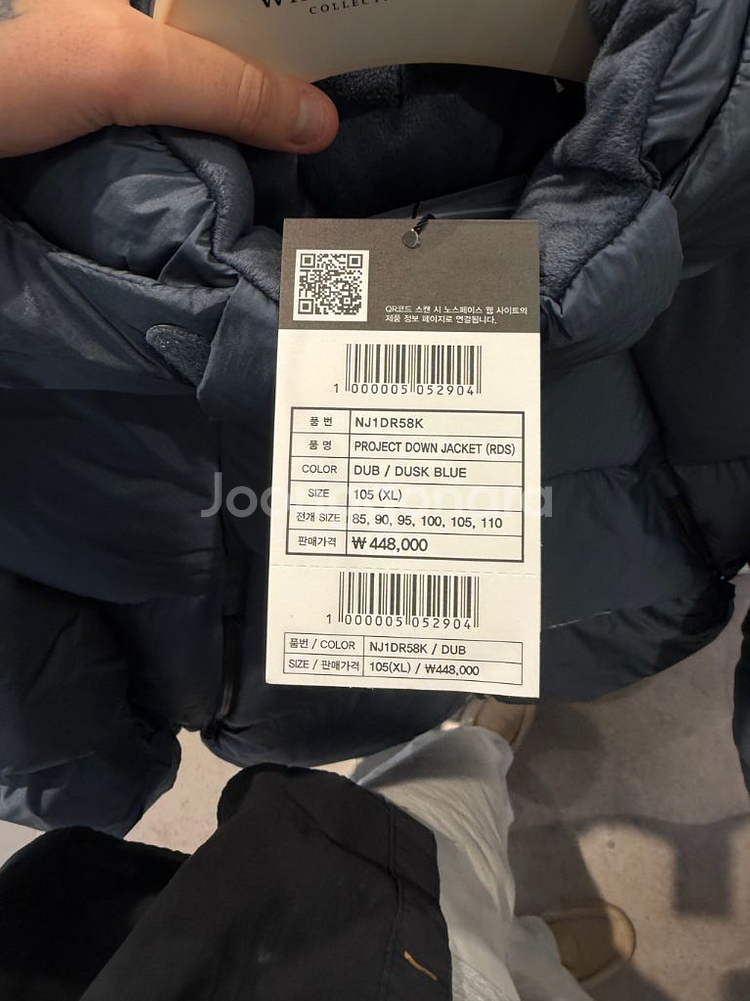 COLLECT
QR코드 스캔 시 노스페이스 웹 사이트의
제품 정보 페이지로 연결됩니다.
1 000005 052904
품 번 NJ1DR58K
품 명 PROJECT DOWN JACKET (RDS)
COLOR DUB / DUSK BLUE
SIZE 105 (XL)
전개 SIZE 85, 90, 95, 100, 105, 110
판매가격 ₩ 448,000
1 000005 052904
품번 / COLOR NJ1DR58K / DUB
SIZE / 판매가격 105(XL) / ₩448,000